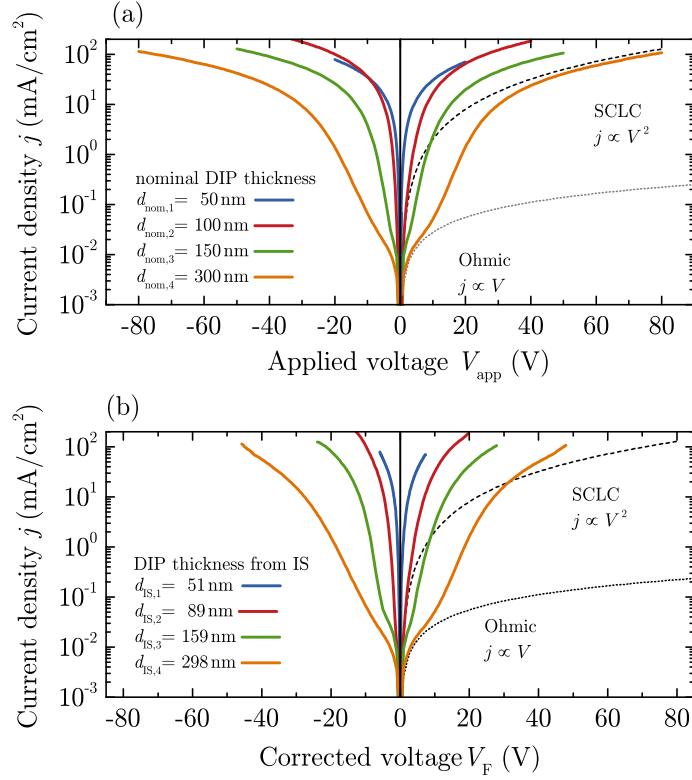 (a)
Current density j (mA/cm²)
10²
10¹
10⁰
10⁻¹
10⁻²
10⁻³
SCLC
j ∝ V²
nominal DIP thickness
d_nom,1 = 50 nm
d_nom,2 = 100 nm
d_nom,3 = 150 nm
d_nom,4 = 300 nm
Ohmic
j ∝ V
-80 -60 -40 -20 0 20 40 60 80
Applied voltage V_app (V)
(b)
Current density j (mA/cm²)
10²
10¹
10⁰
10⁻¹
10⁻²
10⁻³
SCLC
j ∝ V²
DIP thickness from IS
d_IS,1 = 51 nm
d_IS,2 = 89 nm
d_IS,3 = 159 nm
d_IS,4 = 298 nm
Ohmic
j ∝ V
-80 -60 -40 -20 0 20 40 60 80
Corrected voltage V_F (V)